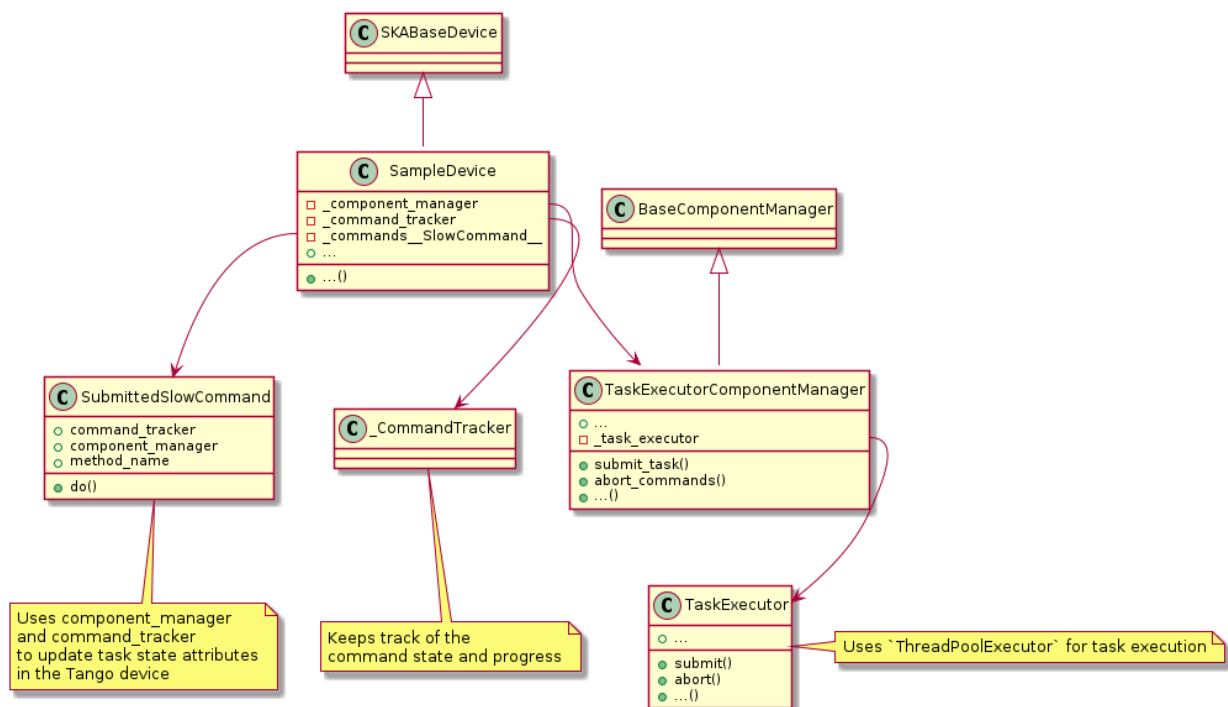 C SKABaseDevice
C SampleDevice
_component_manager
_command_tracker
_commands__SlowCommand__
...
...()
C BaseComponentManager
C SubmittedSlowCommand
command_tracker
component_manager
method_name
do()
C _CommandTracker
C TaskExecutorComponentManager
...
_task_executor
submit_task()
abort_commands()
...()
Uses component_manager
and command_tracker
to update task state attributes
in the Tango device
Keeps track of the
command state and progress
C TaskExecutor
...
submit()
abort()
...()
Uses `ThreadPoolExecutor` for task execution